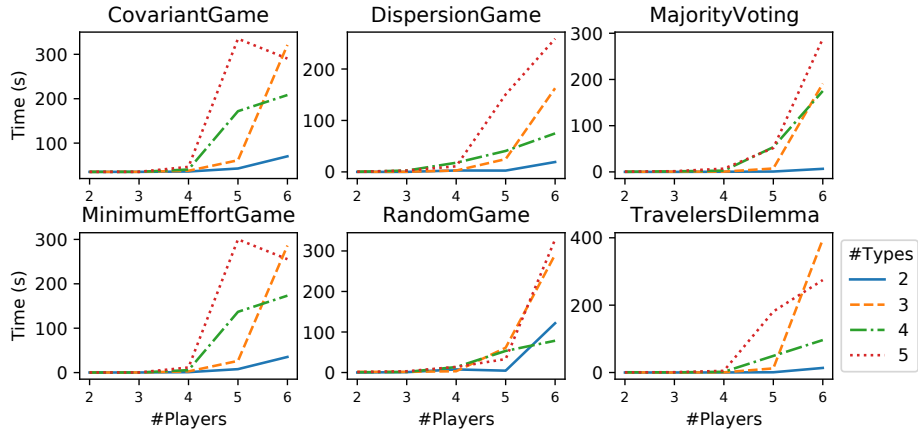 CovariantGame
DispersionGame
MajorityVoting
Time (s)
300
200
100
2 3 4 5 6
200
100
0
2 3 4 5 6
300
200
100
0
2 3 4 5 6
MinimumEffortGame
RandomGame
TravelersDilemma
Time (s)
300
200
100
0
2 3 4 5 6
#Players
300
200
100
0
2 3 4 5 6
#Players
400
200
0
2 3 4 5 6
#Players
#Types
2
3
4
5